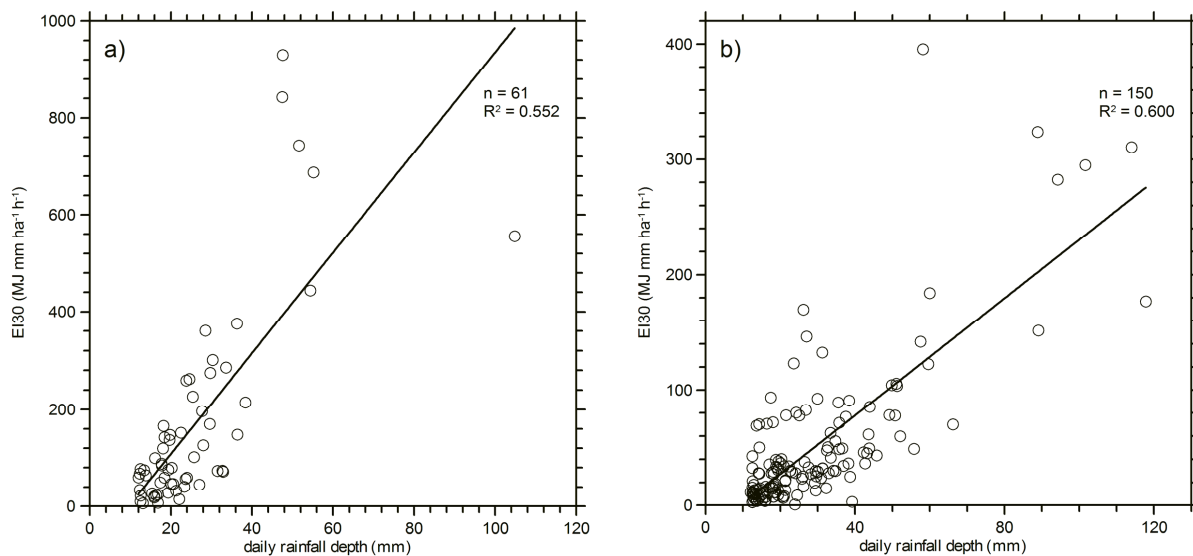 a)
n = 61
R² = 0.552
1000
800
600
400
200
0
EI30 (MJ mm ha⁻¹ h⁻¹)
0 20 40 60 80 100 120
daily rainfall depth (mm)
b)
n = 150
R² = 0.600
400
300
200
100
0
EI30 (MJ mm ha⁻¹ h⁻¹)
0 40 80 120
daily rainfall depth (mm)